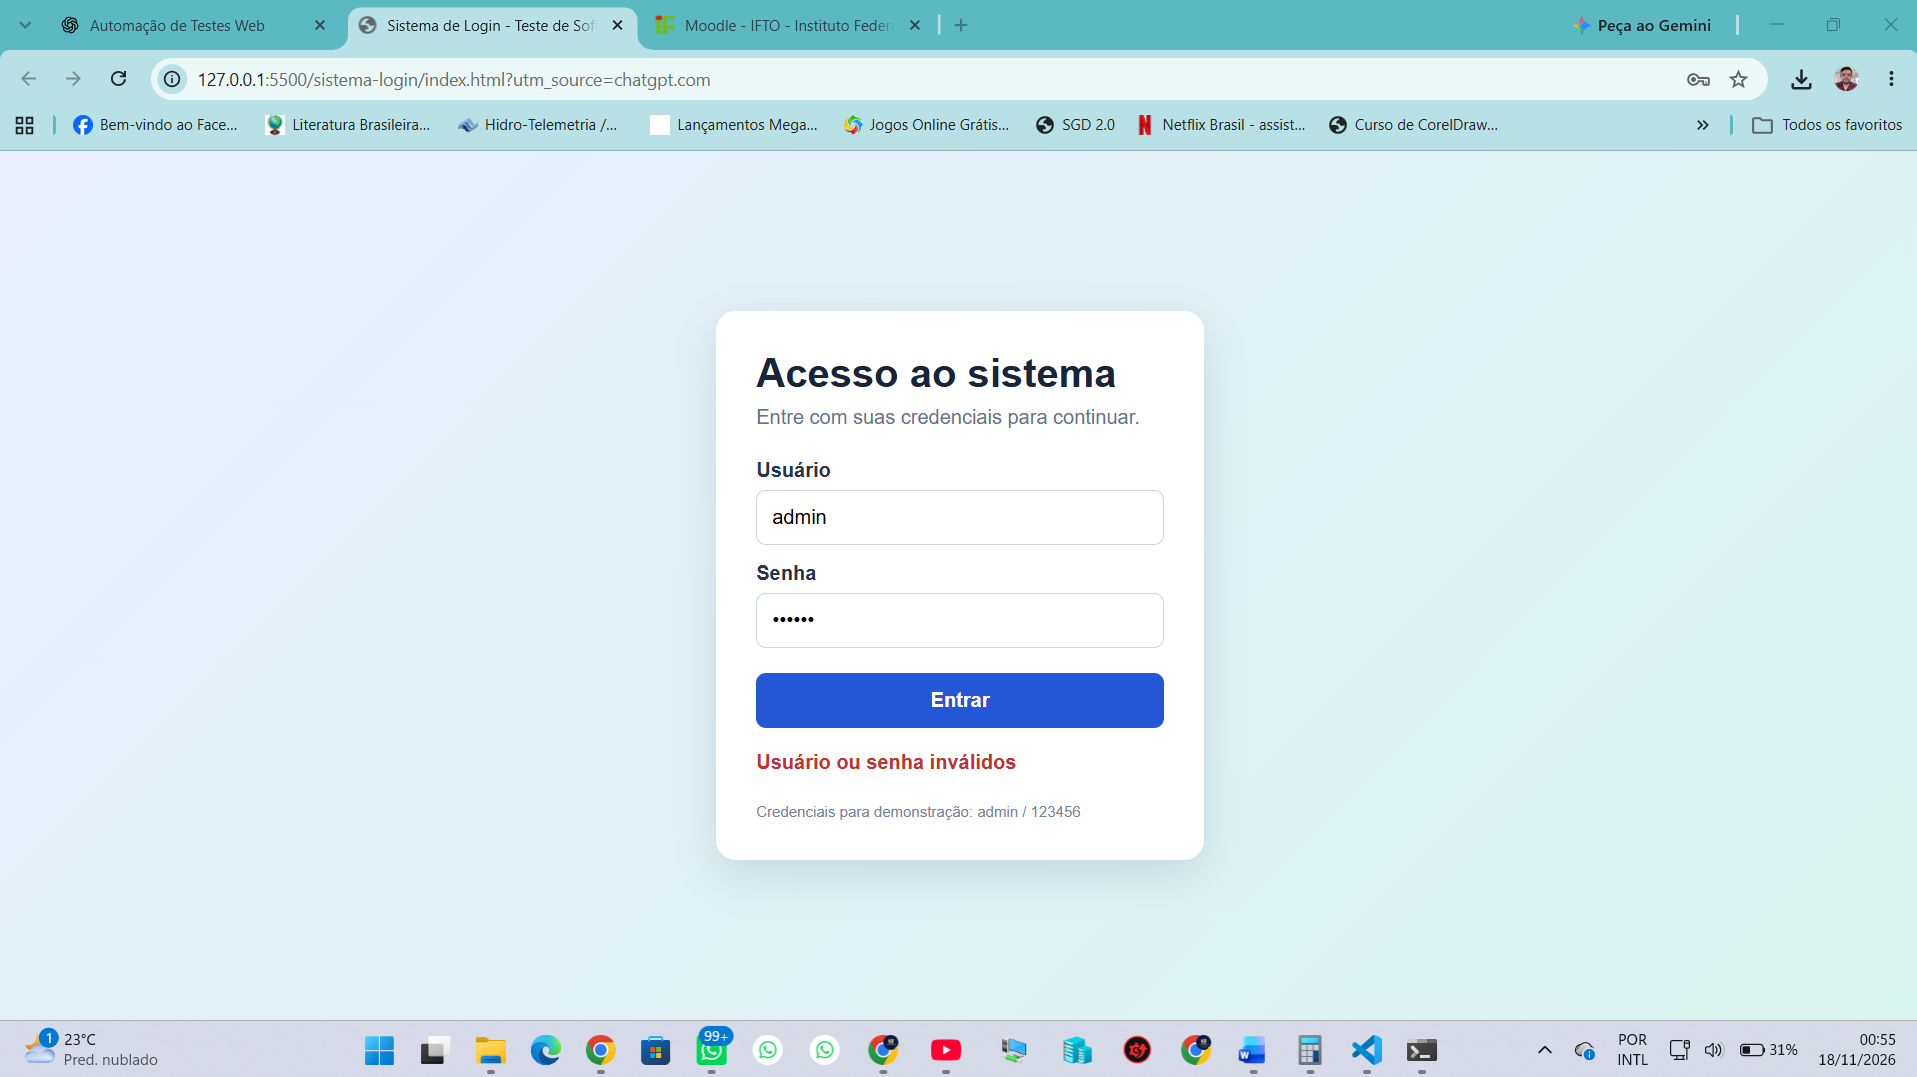 Automação de Testes Web
Sistema de Login - Teste de Sof
Moodle - IFTO - Instituto Federa
Peça ao Gemini
127.0.0.1:5500/sistema-login/index.html?utm_source=chatgpt.com
Bem-vindo ao Face...
Literatura Brasileira...
Hidro-Telemetria /...
Lançamentos Mega...
Jogos Online Grátis...
SGD 2.0
Netflix Brasil - assist...
Curso de CorelDraw...
Todos os favoritos
Acesso ao sistema
Entre com suas credenciais para continuar.
Usuário
admin
Senha
••••••
Entrar
Usuário ou senha inválidos
Credenciais para demonstração: admin / 123456
1
23°C
Pred. nublado
99+
POR
INTL
31%
00:55
18/11/2026